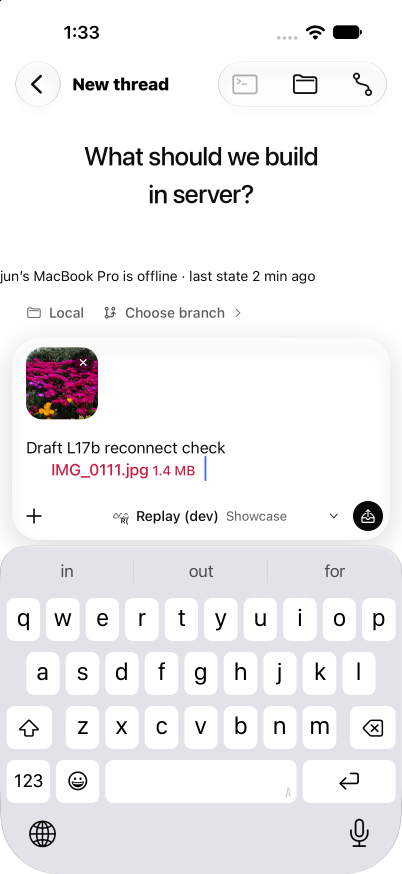 1:33
New thread
What should we build
in server?
jun's MacBook Pro is offline · last state 2 min ago
Local Choose branch
Draft L17b reconnect check
IMG_0111.jpg 1.4 MB
Replay (dev) Showcase
in out for
q w e r t y u i o p
a s d f g h j k l
z x c v b n m
123
A